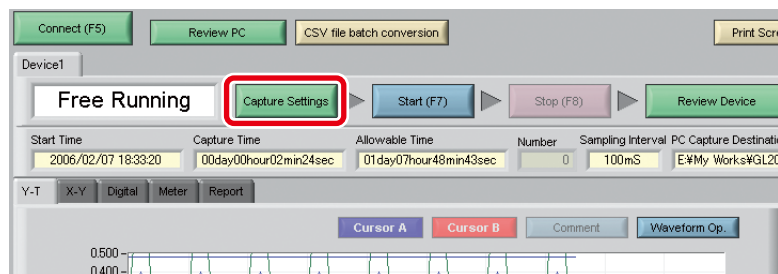 Connect (F5) Review PC CSV file batch conversion Print Scre
Device1
Free Running Capture Settings Start (F7) Stop (F8) Review Device
Start Time Capture Time Allowable Time Number Sampling Interval PC Capture Destinatio
2006/02/07 18:33:20 00day00hour02min24sec 01day07hour48min43sec 0 100mS E:¥My Works¥GL20
Y-T X-Y Digital Meter Report
Cursor A Cursor B Comment Waveform Op.
0.500
0.400